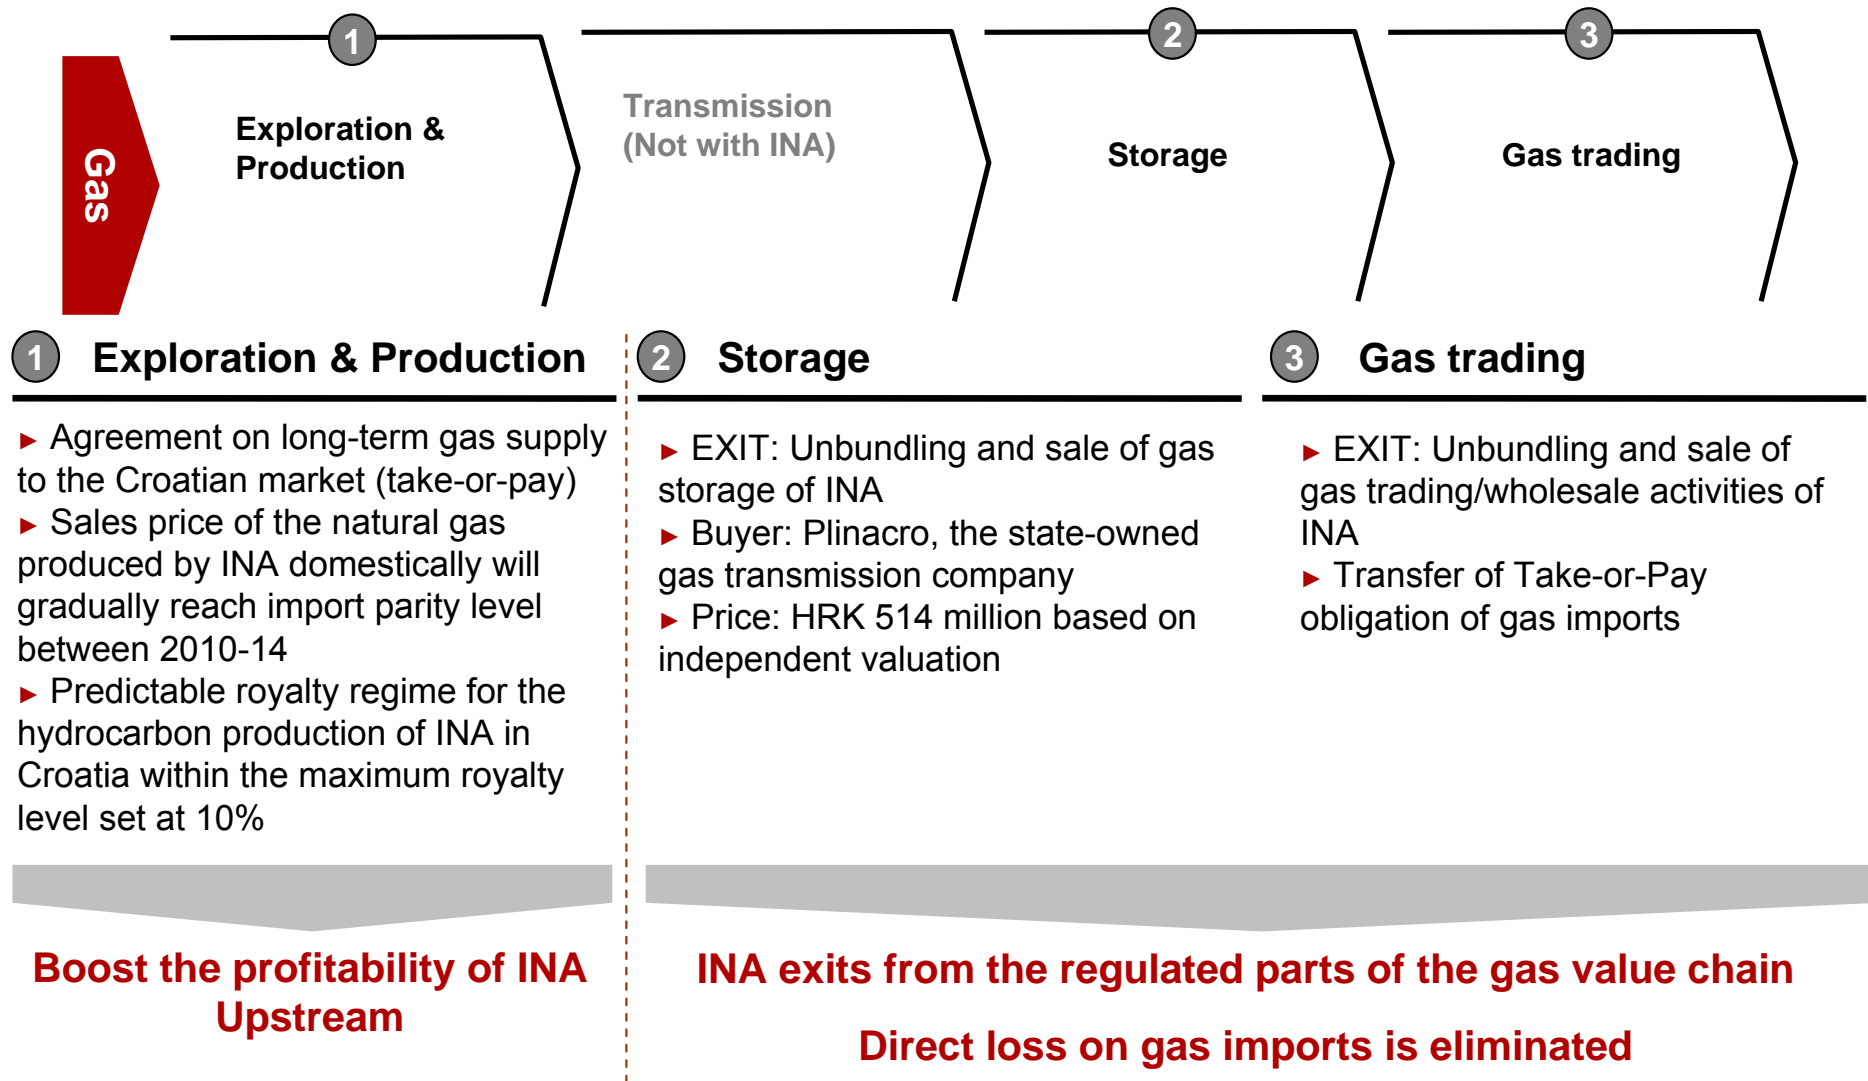 Gas
1
Exploration &
Production
Transmission
(Not with INA)
2
Storage
3
Gas trading
1 Exploration & Production
► Agreement on long-term gas supply
to the Croatian market (take-or-pay)
► Sales price of the natural gas
produced by INA domestically will
gradually reach import parity level
between 2010-14
► Predictable royalty regime for the
hydrocarbon production of INA in
Croatia within the maximum royalty
level set at 10%
Boost the profitability of INA
Upstream
2 Storage
► EXIT: Unbundling and sale of gas
storage of INA
► Buyer: Plinacro, the state-owned
gas transmission company
► Price: HRK 514 million based on
independent valuation
3 Gas trading
► EXIT: Unbundling and sale of
gas trading/wholesale activities of
INA
► Transfer of Take-or-Pay
obligation of gas imports
INA exits from the regulated parts of the gas value chain
Direct loss on gas imports is eliminated